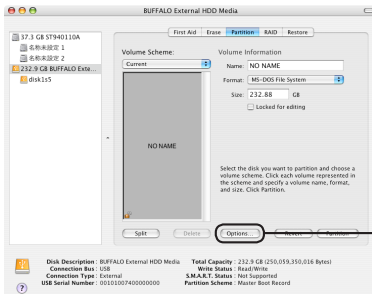 BUFFALO External HDD Media
First Aid Erase Partition RAID Restore
37.3 GB ST940110A
名称未設定 1
名称未設定 2
232.9 GB BUFFALO Exte...
disk1s5
Volume Scheme:
Current
NO NAME
Volume Information
Name: NO NAME
Format: MS-DOS File System
Size: 232.88 GB
Locked for editing
Select the disk you want to partition and choose a
volume scheme. Click each volume represented in
the scheme and specify a volume name, format,
and size. Click Partition.
Split Delete Options... Revert Partition
Disk Description : BUFFALO External HDD Media
Connection Bus : USB
Connection Type : External
USB Serial Number : 00101007400000000
Total Capacity : 232.9 GB (250,059,350,016 Bytes)
Write Status : Read/Write
S.M.A.R.T. Status : Not Supported
Partition Scheme : Master Boot Record
?